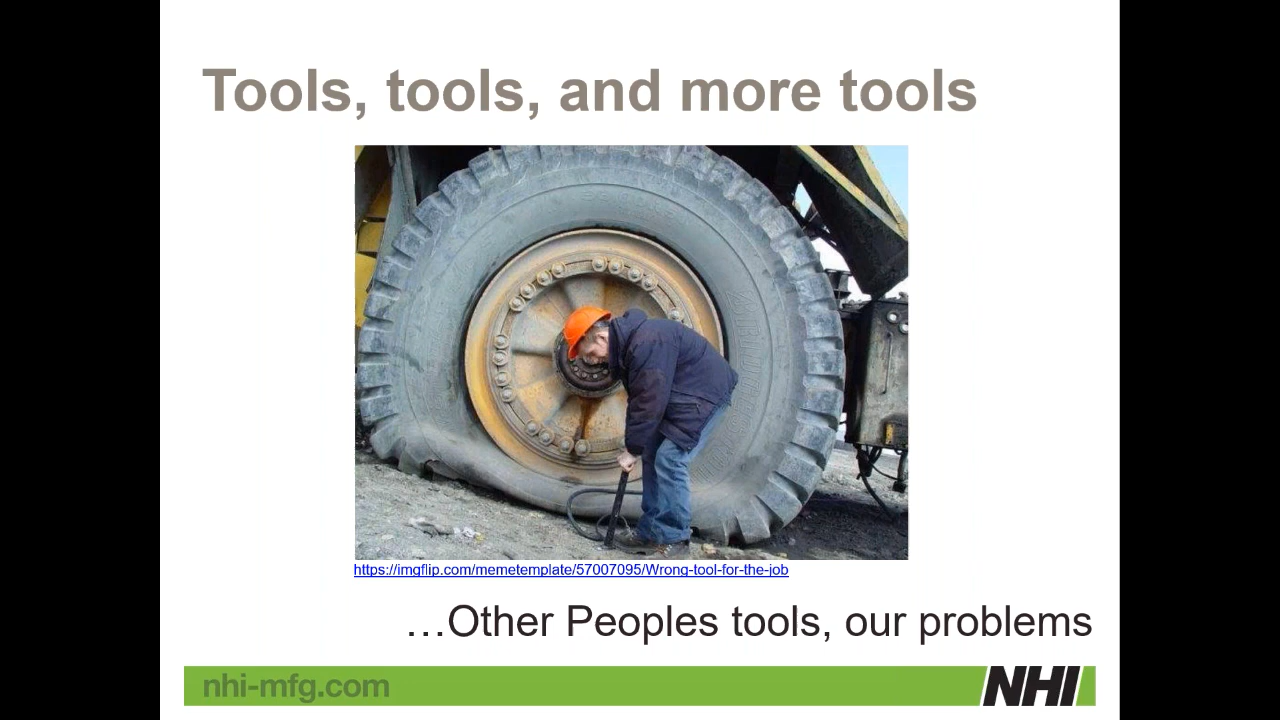 Tools, tools, and more tools
https://imgflip.com/memetemplate/57007095/Wrong-tool-for-the-job
…Other Peoples tools, our problems
nhi-mfg.com
NHI